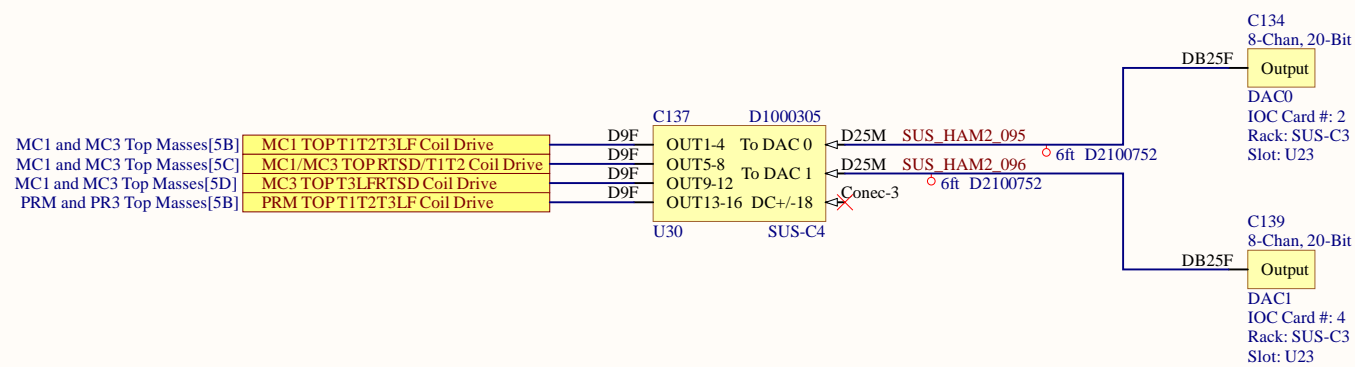 C134
8-Chan, 20-Bit
DB25F
Output
DAC0
IOC Card #: 2
Rack: SUS-C3
Slot: U23
C137 D1000305
MC1 and MC3 Top Masses[5B] MC1 TOP T1T2T3LF Coil Drive D9F OUT1-4 To DAC 0 D25M SUS_HAM2_095
6ft D2100752
MC1 and MC3 Top Masses[5C] MC1/MC3 TOP RTSD/T1T2 Coil Drive D9F OUT5-8 To DAC 1 D25M SUS_HAM2_096
6ft D2100752
MC1 and MC3 Top Masses[5D] MC3 TOP T3LFRTSD Coil Drive D9F OUT9-12
PRM and PR3 Top Masses[5B] PRM TOP T1T2T3LF Coil Drive D9F OUT13-16 DC+/-18 Conec-3
U30 SUS-C4
C139
8-Chan, 20-Bit
DB25F
Output
DAC1
IOC Card #: 4
Rack: SUS-C3
Slot: U23